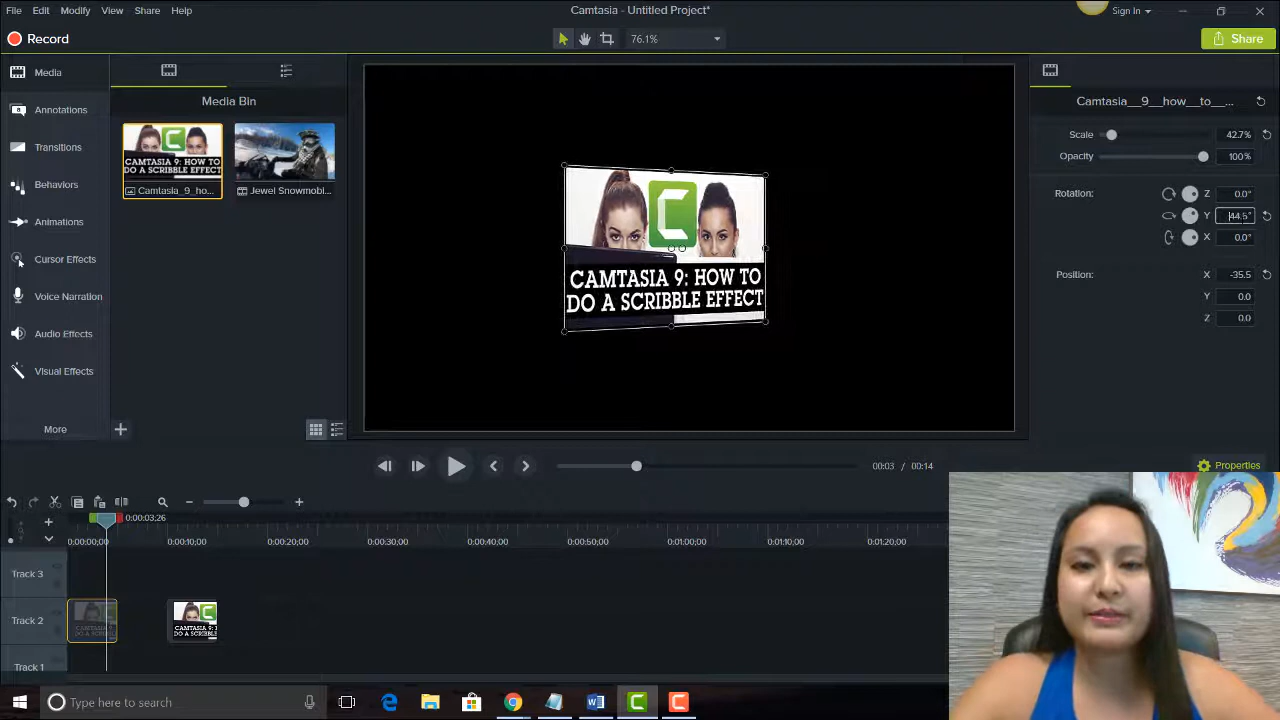 File Edit Modify View Share Help
Camtasia - Untitled Project*
Sign In
Record
76.1%
Share
Media
Annotations
Transitions
Behaviors
Animations
Cursor Effects
Voice Narration
Audio Effects
Visual Effects
More
Media Bin
CAMTASIA 9: HOW TO
DO A SCRIBBLE EFFECT
Camtasia_9_ho...
Jewel Snowmobi...
C
CAMTASIA 9: HOW TO
DO A SCRIBBLE EFFECT
Camtasia__9__how__to__...
Scale 42.7%
Opacity 100%
Rotation: Z 0.0°
Y 44.5°
X 0.0°
Position: X -35.5
Y 0.0
Z 0.0
00:03 / 00:14
Properties
0:00:03;26
0:00:00;00 0:00:10;00 0:00:20;00 0:00:30;00 0:00:40;00 0:00:50;00 0:01:00;00 0:01:10;00 0:01:20;00
Track 3
Track 2
Track 1
Type here to search